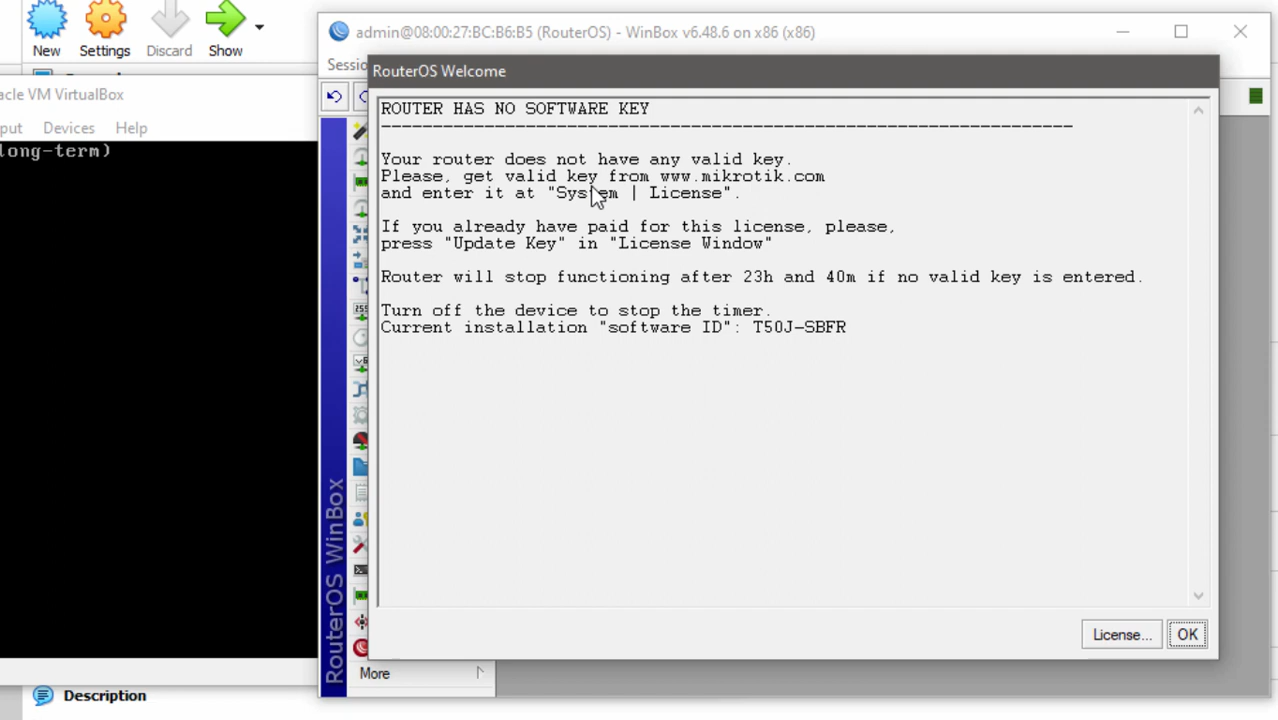 New
Settings
Discard
Show
acle VM VirtualBox
put
Devices
Help
long-term)
admin@08:00:27:BC:B6:B5 (RouterOS) - WinBox v6.48.6 on x86 (x86)
Sessio
RouterOS Welcome
ROUTER HAS NO SOFTWARE KEY
----------------------------------------------------------------------------
Your router does not have any valid key.
Please, get valid key from www.mikrotik.com
and enter it at "System | License".
If you already have paid for this license, please,
press "Update Key" in "License Window"
Router will stop functioning after 23h and 40m if no valid key is entered.
Turn off the device to stop the timer.
Current installation "software ID": T50J-SBFR
License...
OK
RouterOS WinBox
More
Description